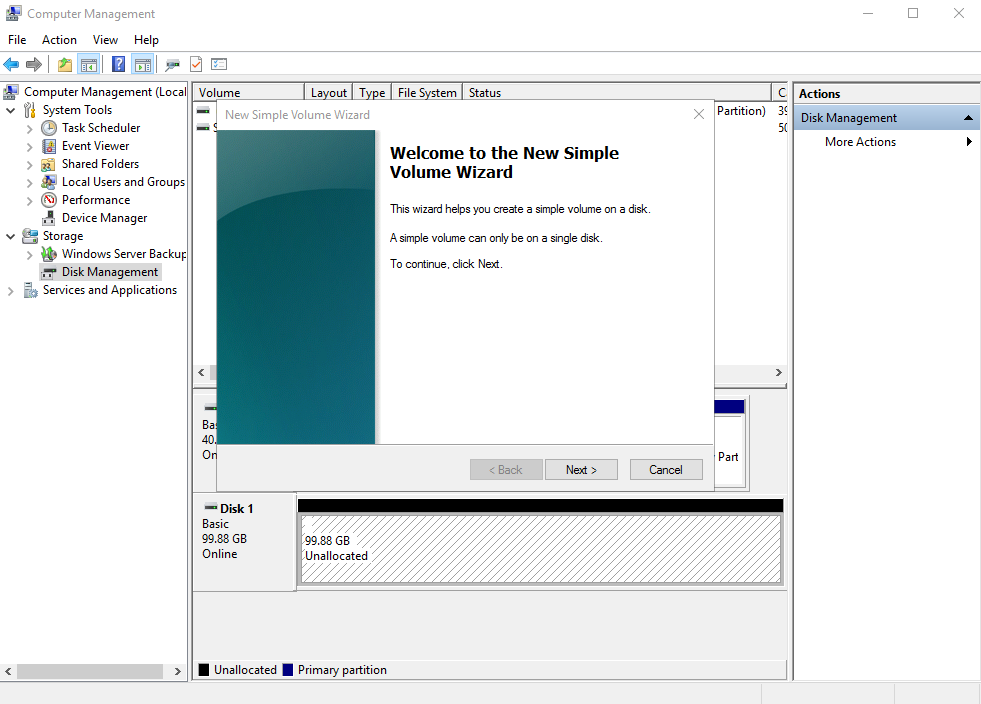 Computer Management
File Action View Help
Computer Management (Local
System Tools
Task Scheduler
Event Viewer
Shared Folders
Local Users and Groups
Performance
Device Manager
Storage
Windows Server Backup
Disk Management
Services and Applications
Volume Layout Type File System Status C
Partition) 39
S 50
New Simple Volume Wizard
Welcome to the New Simple
Volume Wizard
This wizard helps you create a simple volume on a disk.
A simple volume can only be on a single disk.
To continue, click Next.
< Back Next > Cancel
Bas
40.
On
Part
Disk 1
Basic
99.88 GB
Online
99.88 GB
Unallocated
Unallocated Primary partition
Actions
Disk Management
More Actions